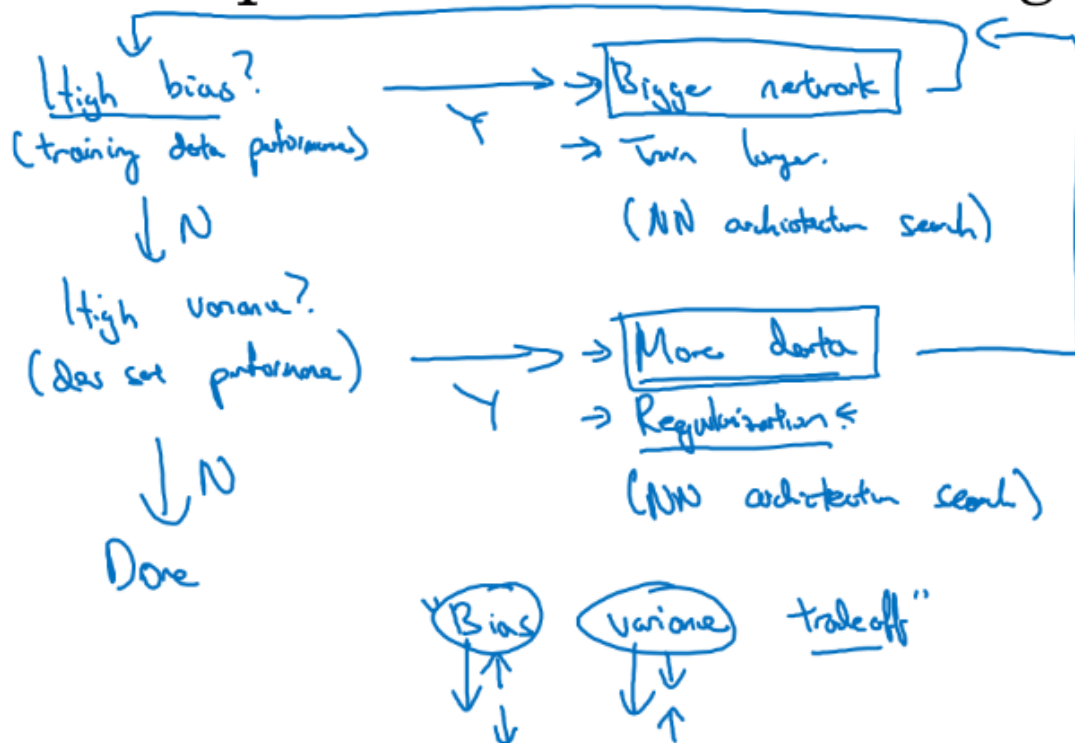 High bias? Y → Bigge network
(training data performance) → Train longer.
N (NN architecture search)
High variance?
(dev set performance) Y → More data
→ Regularization
N (NN architecture search)
Done
"Bias variance tradeoff"